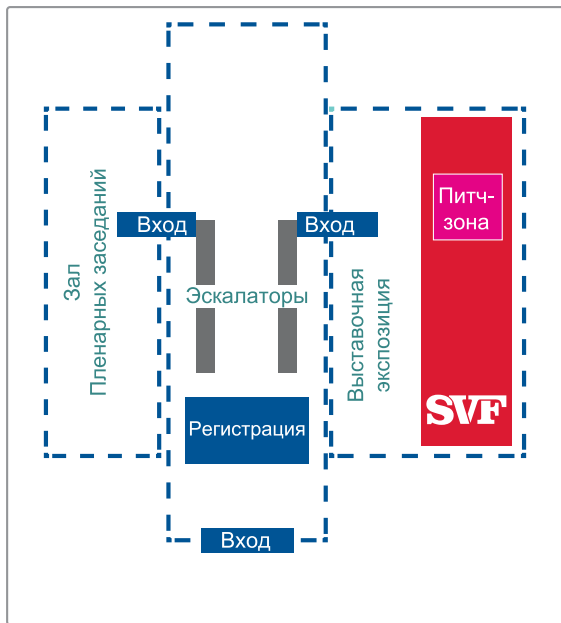 Зал
Пленарных заседаний
Вход
Эскалаторы
Регистрация
Вход
Вход
Выставочная
экспозиция
Питч-
зона
SVF